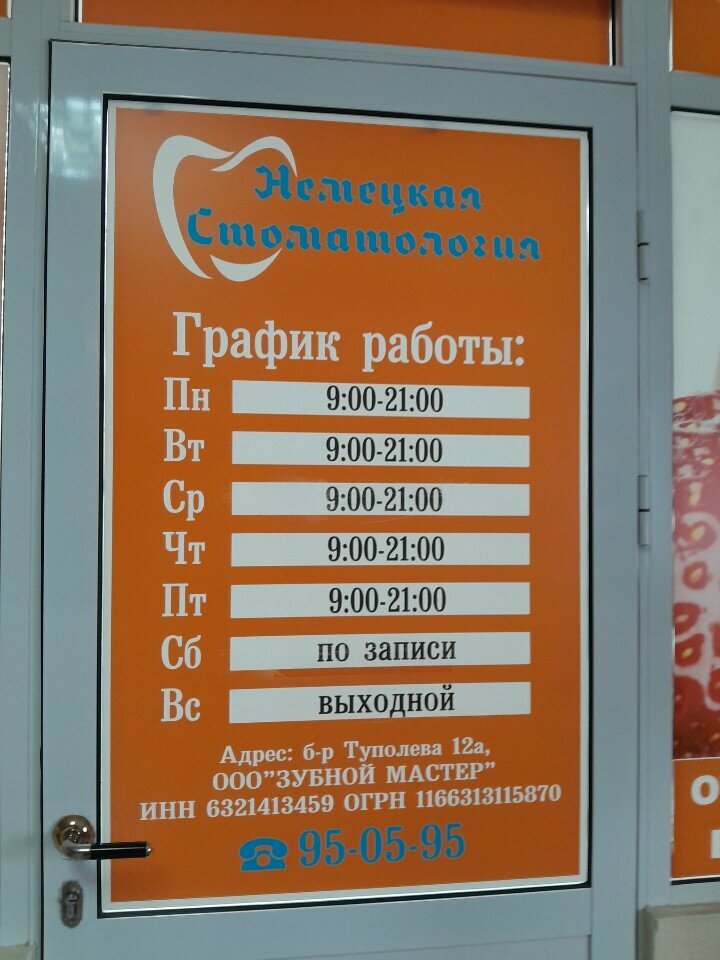 Немецкая
Стоматология
График работы:
Пн 9:00-21:00
Вт 9:00-21:00
Ср 9:00-21:00
Чт 9:00-21:00
Пт 9:00-21:00
Сб по записи
Вс выходной
Адрес: б-р Туполева 12а,
ООО"ЗУБНОЙ МАСТЕР"
ИНН 6321413459 ОГРН 1166313115870
95-05-95